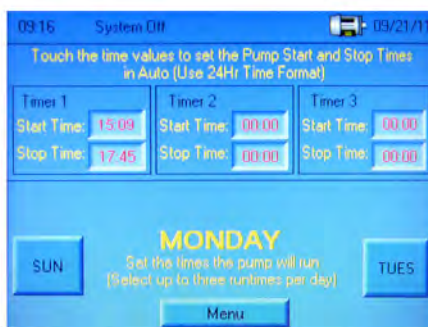 09:16 System Off 09/21/11
Touch the time values to set the Pump Start and Stop Times
in Auto (Use 24Hr Time Format)
Timer 1 Timer 2 Timer 3
Start Time: 15:09 Start Time: 00:00 Start Time: 00:00
Stop Time: 17:45 Stop Time: 00:00 Stop Time: 00:00
MONDAY
SUN Set the times the pump will run TUES
(Select up to three runtimes per day)
Menu